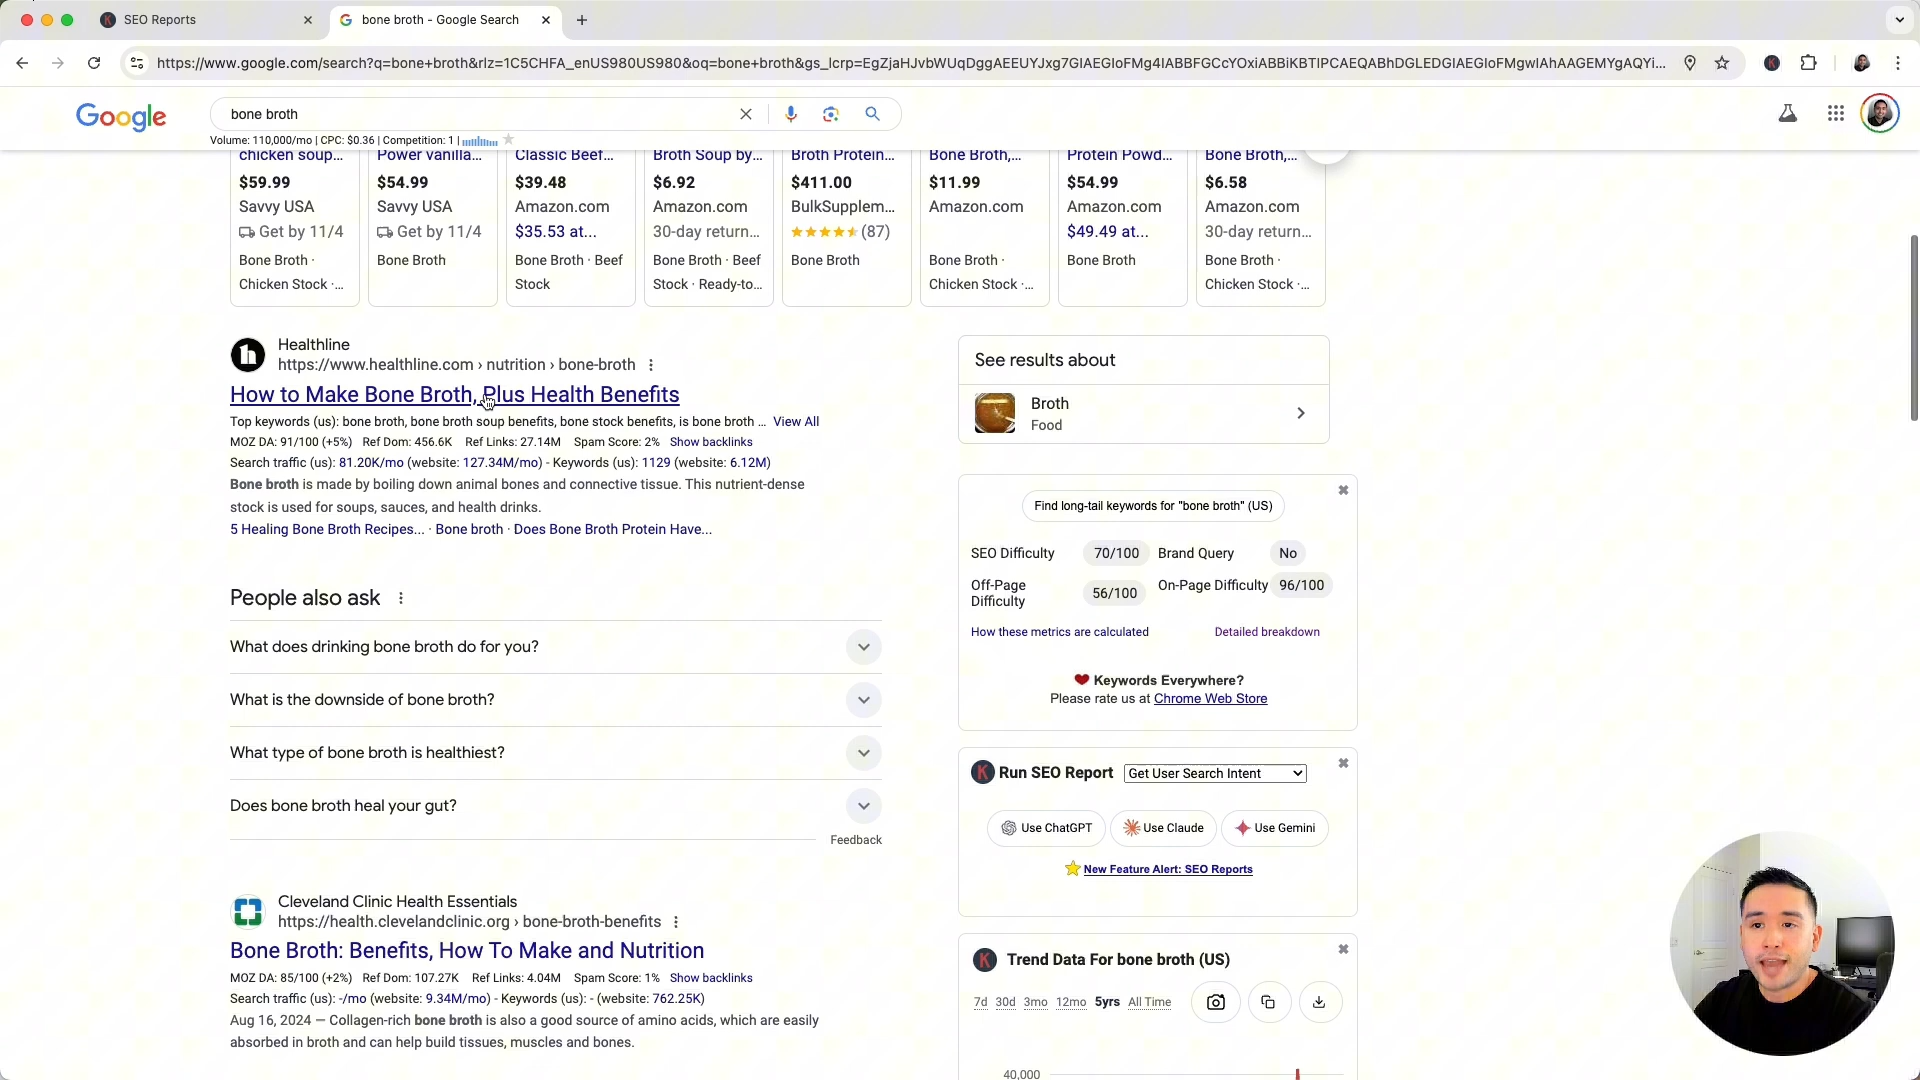 SEO Reports
bone broth - Google Search
https://www.google.com/search?q=bone+broth&rlz=1C5CHFA_enUS980US980&oq=bone+broth&gs_lcrp=EgZjaHJvbWUqDggAEEUYJxg7GIAEGIoFMg4IABBFGCcYOxiABBiKBTIPCAEQABhDGLEDGIAEGIoFMgwIAhAAGEMYgAQYi...
Google
bone broth
Volume: 110,000/mo | CPC: $0.36 | Competition: 1 |
chicken soup... Power vanilla... Classic Beef... Broth Soup by... Broth Protein... Bone Broth,... Protein Powd... Bone Broth,...
$59.99 $54.99 $39.48 $6.92 $411.00 $11.99 $54.99 $6.58
Savvy USA Savvy USA Amazon.com Amazon.com BulkSupplem... Amazon.com Amazon.com Amazon.com
Get by 11/4 Get by 11/4 $35.53 at... 30-day return... (87) $49.49 at... 30-day return...
Bone Broth · Bone Broth Bone Broth · Beef Bone Broth · Beef Bone Broth Bone Broth · Bone Broth Bone Broth ·
Chicken Stock ·... Stock Stock · Ready-to... Chicken Stock ·... Chicken Stock ·...
Healthline
https://www.healthline.com › nutrition › bone-broth
How to Make Bone Broth, Plus Health Benefits
Top keywords (us): bone broth, bone broth soup benefits, bone stock benefits, is bone broth ... View All
MOZ DA: 91/100 (+5%) Ref Dom: 456.6K Ref Links: 27.14M Spam Score: 2% Show backlinks
Search traffic (us): 81.20K/mo (website: 127.34M/mo) - Keywords (us): 1129 (website: 6.12M)
Bone broth is made by boiling down animal bones and connective tissue. This nutrient-dense
stock is used for soups, sauces, and health drinks.
5 Healing Bone Broth Recipes... · Bone broth · Does Bone Broth Protein Have...
People also ask
What does drinking bone broth do for you?
What is the downside of bone broth?
What type of bone broth is healthiest?
Does bone broth heal your gut?
Feedback
Cleveland Clinic Health Essentials
https://health.clevelandclinic.org › bone-broth-benefits
Bone Broth: Benefits, How To Make and Nutrition
MOZ DA: 85/100 (+2%) Ref Dom: 107.27K Ref Links: 4.04M Spam Score: 1% Show backlinks
Search traffic (us): -/mo (website: 9.34M/mo) - Keywords (us): - (website: 762.25K)
Aug 16, 2024 — Collagen-rich bone broth is also a good source of amino acids, which are easily
absorbed in broth and can help build tissues, muscles and bones.
See results about
Broth
Food
Find long-tail keywords for "bone broth" (US)
SEO Difficulty 70/100 Brand Query No
Off-Page Difficulty 56/100 On-Page Difficulty 96/100
How these metrics are calculated Detailed breakdown
Keywords Everywhere?
Please rate us at Chrome Web Store
Run SEO Report Get User Search Intent
Use ChatGPT Use Claude Use Gemini
New Feature Alert: SEO Reports
Trend Data For bone broth (US)
7d 30d 3mo 12mo 5yrs All Time
40,000